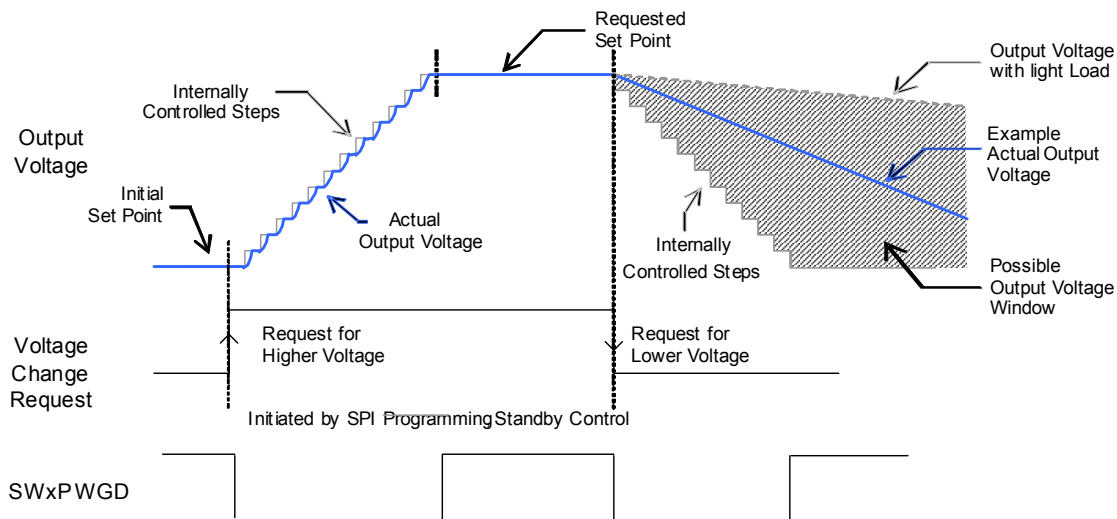 Requested
Set Point
Output Voltage
with light Load
Internally
Controlled Steps
Output
Voltage
Example
Actual Output
Voltage
Initial
Set Point
Actual
Output Voltage
Internally
Controlled Steps
Possible
Output Voltage
Window
Request for
Higher Voltage
Request for
Lower Voltage
Voltage
Change
Request
Initiated by SPI Programming, Standby Control
SWxPWGD